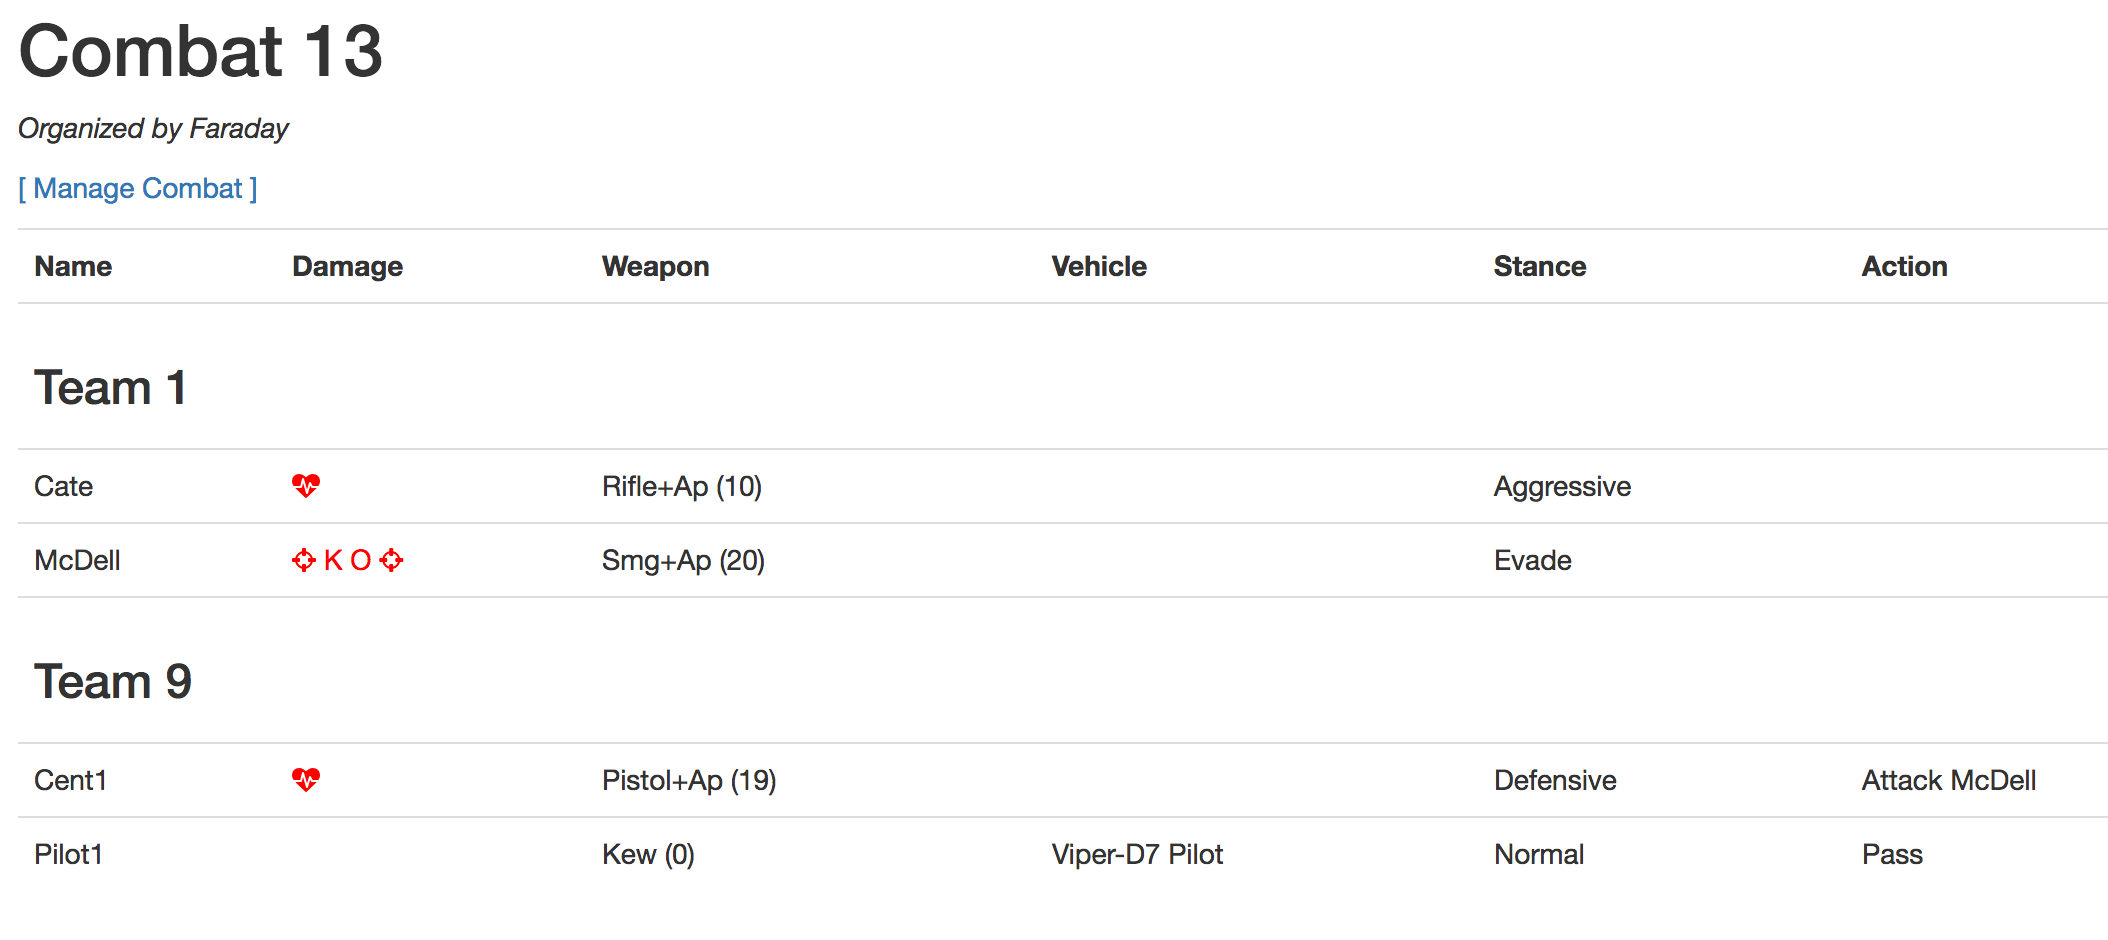 Combat 13
Organized by Faraday
[ Manage Combat ]
Name Damage Weapon Vehicle Stance Action
Team 1
Cate Rifle+Ap (10) Aggressive
McDell K O Smg+Ap (20) Evade
Team 9
Cent1 Pistol+Ap (19) Defensive Attack McDell
Pilot1 Kew (0) Viper-D7 Pilot Normal Pass